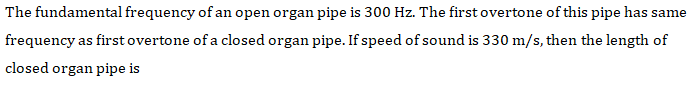 The fundamental frequency of an open organ pipe is 300 Hz. The first overtone of this pipe has same
frequency as first overtone of a closed organ pipe. If speed of sound is 330 m/s, then the length of
closed organ pipe is